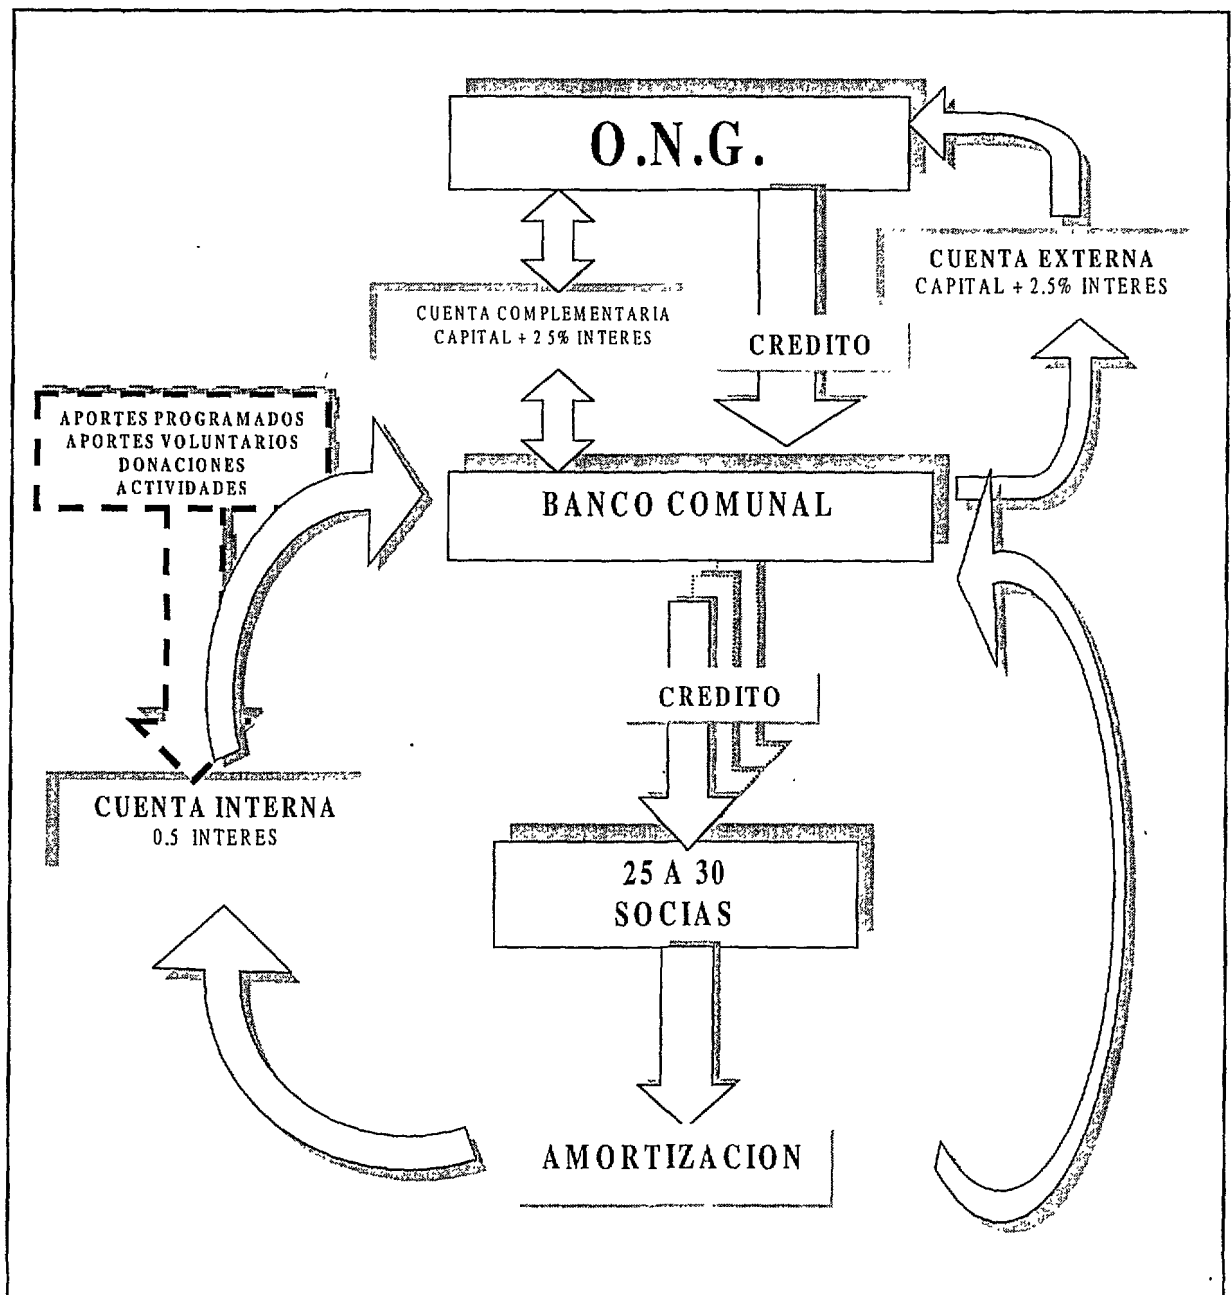 O.N.G.
CUENTA EXTERNA
CAPITAL + 2.5% INTERES
CUENTA COMPLEMENTARIA
CAPITAL + 2 5% INTERES
CREDITO
APORTES PROGRAMADOS
APORTES VOLUNTARIOS
DONACIONES
ACTIVIDADES
BANCO COMUNAL
CREDITO
CUENTA INTERNA
0.5 INTERES
25 A 30
SOCIAS
AMORTIZACION